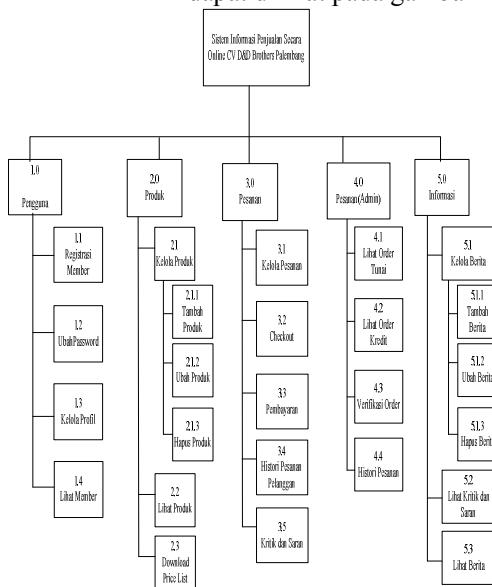 Sistem Informasi Penjualan Secara
Online CV D&D Brothers Palembang
1.0
Pengguna
1.1
Registrasi
Member
1.2
Ubah Password
1.3
Kelola Profil
1.4
Lihat Member
2.0
Produk
2.1
Kelola Produk
2.1.1
Tambah
Produk
2.1.2
Ubah Produk
2.1.3
Hapus Produk
2.2
Lihat Produk
2.3
Download
Price List
3.0
Pesanan
3.1
Kelola Pesanan
3.2
Checkout
3.3
Pembayaran
3.4
Histori Pesanan
Pelanggan
3.5
Kritik dan Saran
4.0
Pesanan (Admin)
4.1
Lihat Order
Tunai
4.2
Lihat Order
Kredit
4.3
Verifikasi Order
4.4
Histori Pesanan
5.0
Informasi
5.1
Kelola Berita
5.1.1
Tambah
Berita
5.1.2
Ubah Berita
5.1.3
Hapus Berita
5.2
Lihat Kritik dan
Saran
5.3
Lihat Berita